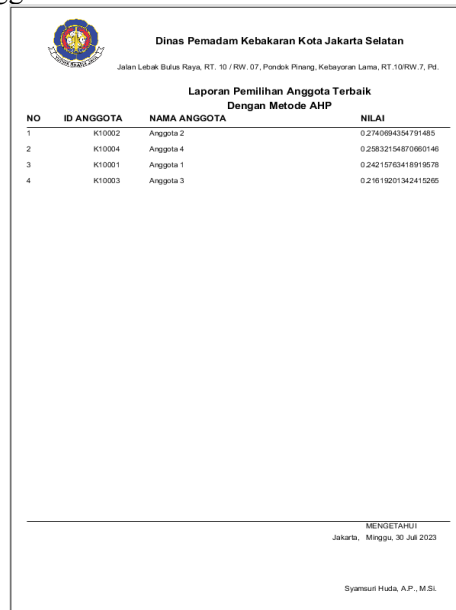 Dinas Pemadam Kebakaran Kota Jakarta Selatan
Jalan Lebak Bulus Raya, RT. 10 / RW. 07, Pondok Pinang, Kebayoran Lama, RT.10/RW.7, Pd.
Laporan Pemilihan Anggota Terbaik
Dengan Metode AHP
NO ID ANGGOTA NAMA ANGGOTA NILAI
1 K10002 Anggota 2 0.2740694354791485
2 K10004 Anggota 4 0.25832154870660146
3 K10001 Anggota 1 0.24215763418919578
4 K10003 Anggota 3 0.21619201342415265
MENGETAHUI
Jakarta, Minggu, 30 Juli 2023
Syamsuri Huda, A.P., M.Si.